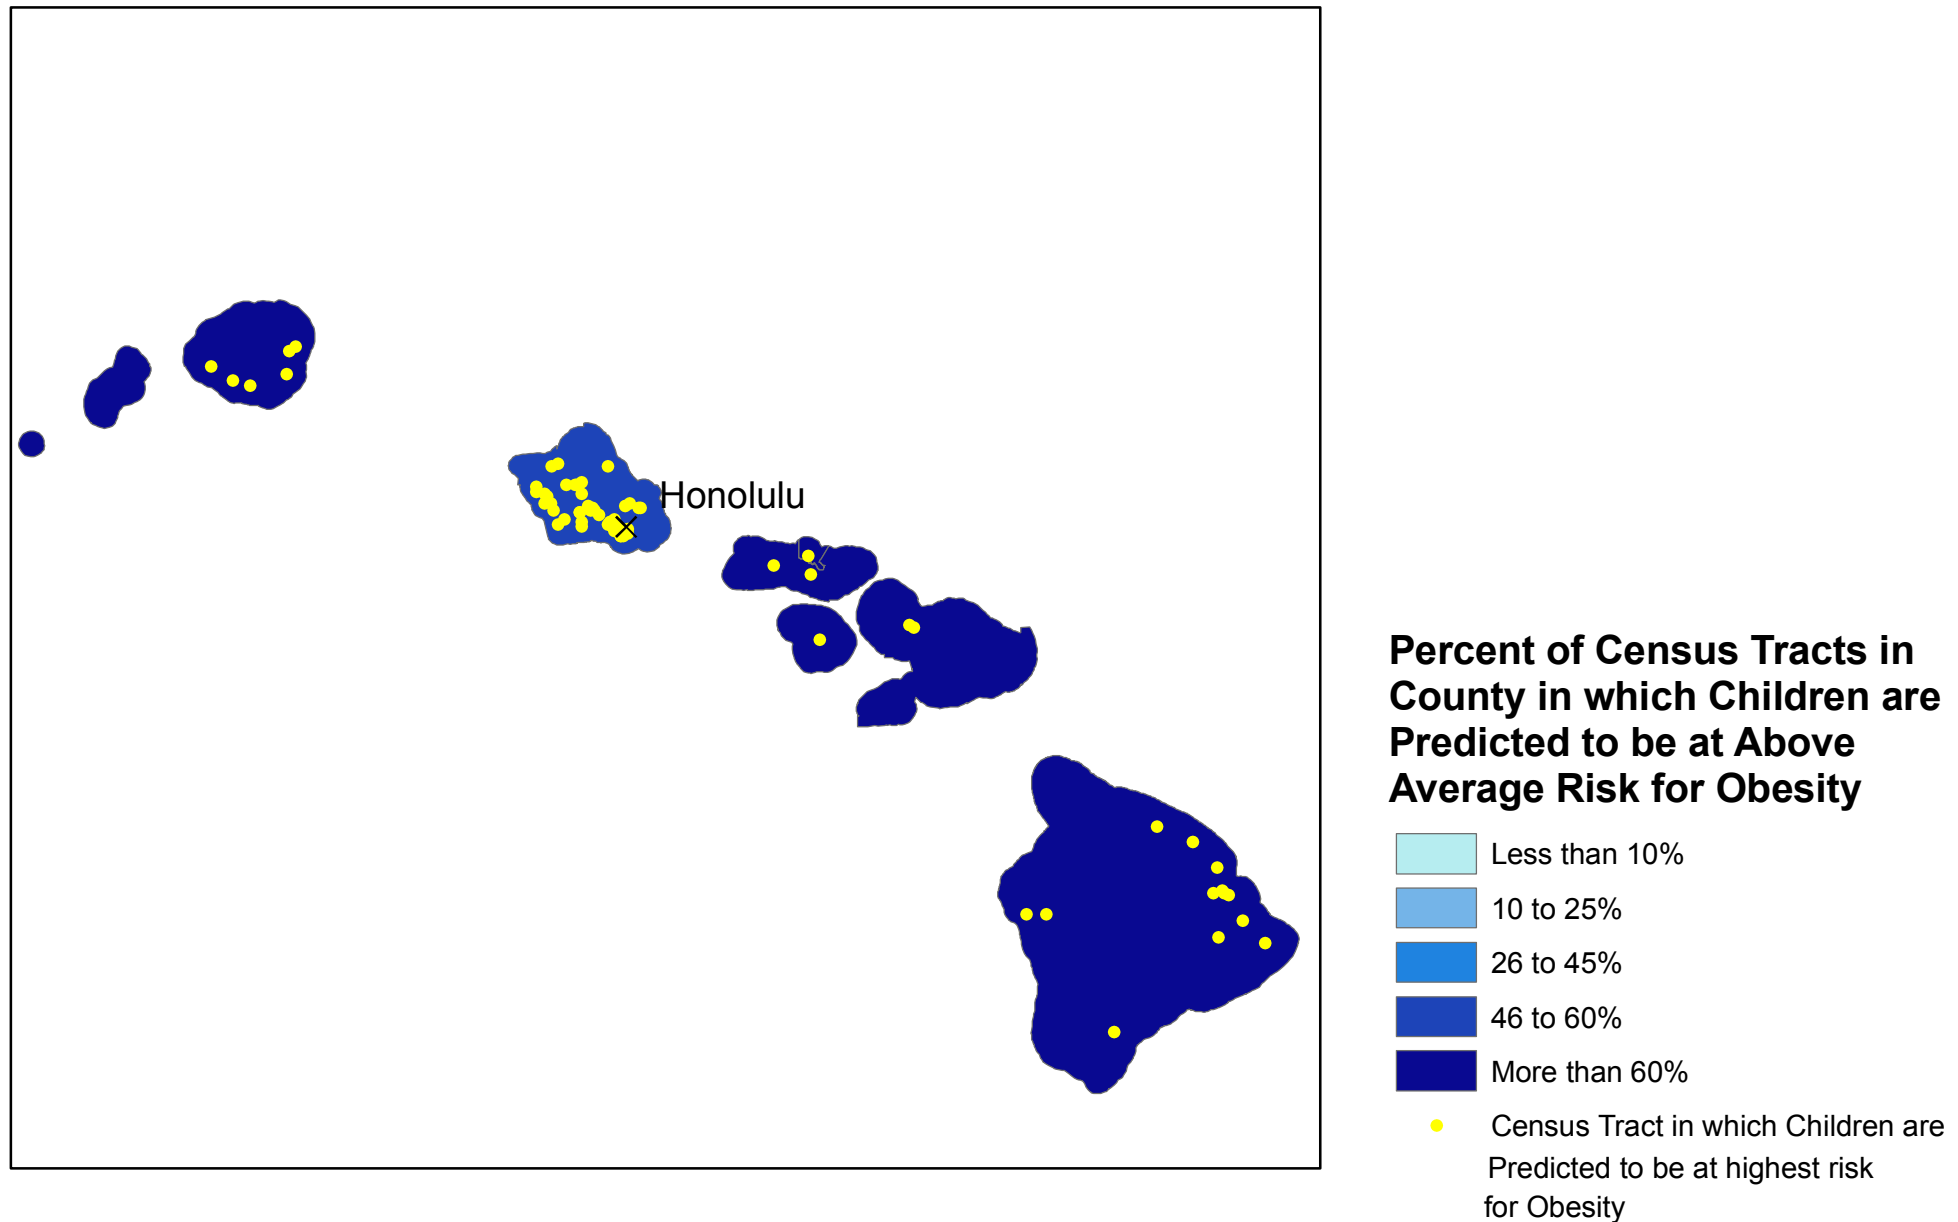 Honolulu
Percent of Census Tracts in
County in which Children are
Predicted to be at Above
Average Risk for Obesity
Less than 10%
10 to 25%
26 to 45%
46 to 60%
More than 60%
Census Tract in which Children are
Predicted to be at highest risk
for Obesity